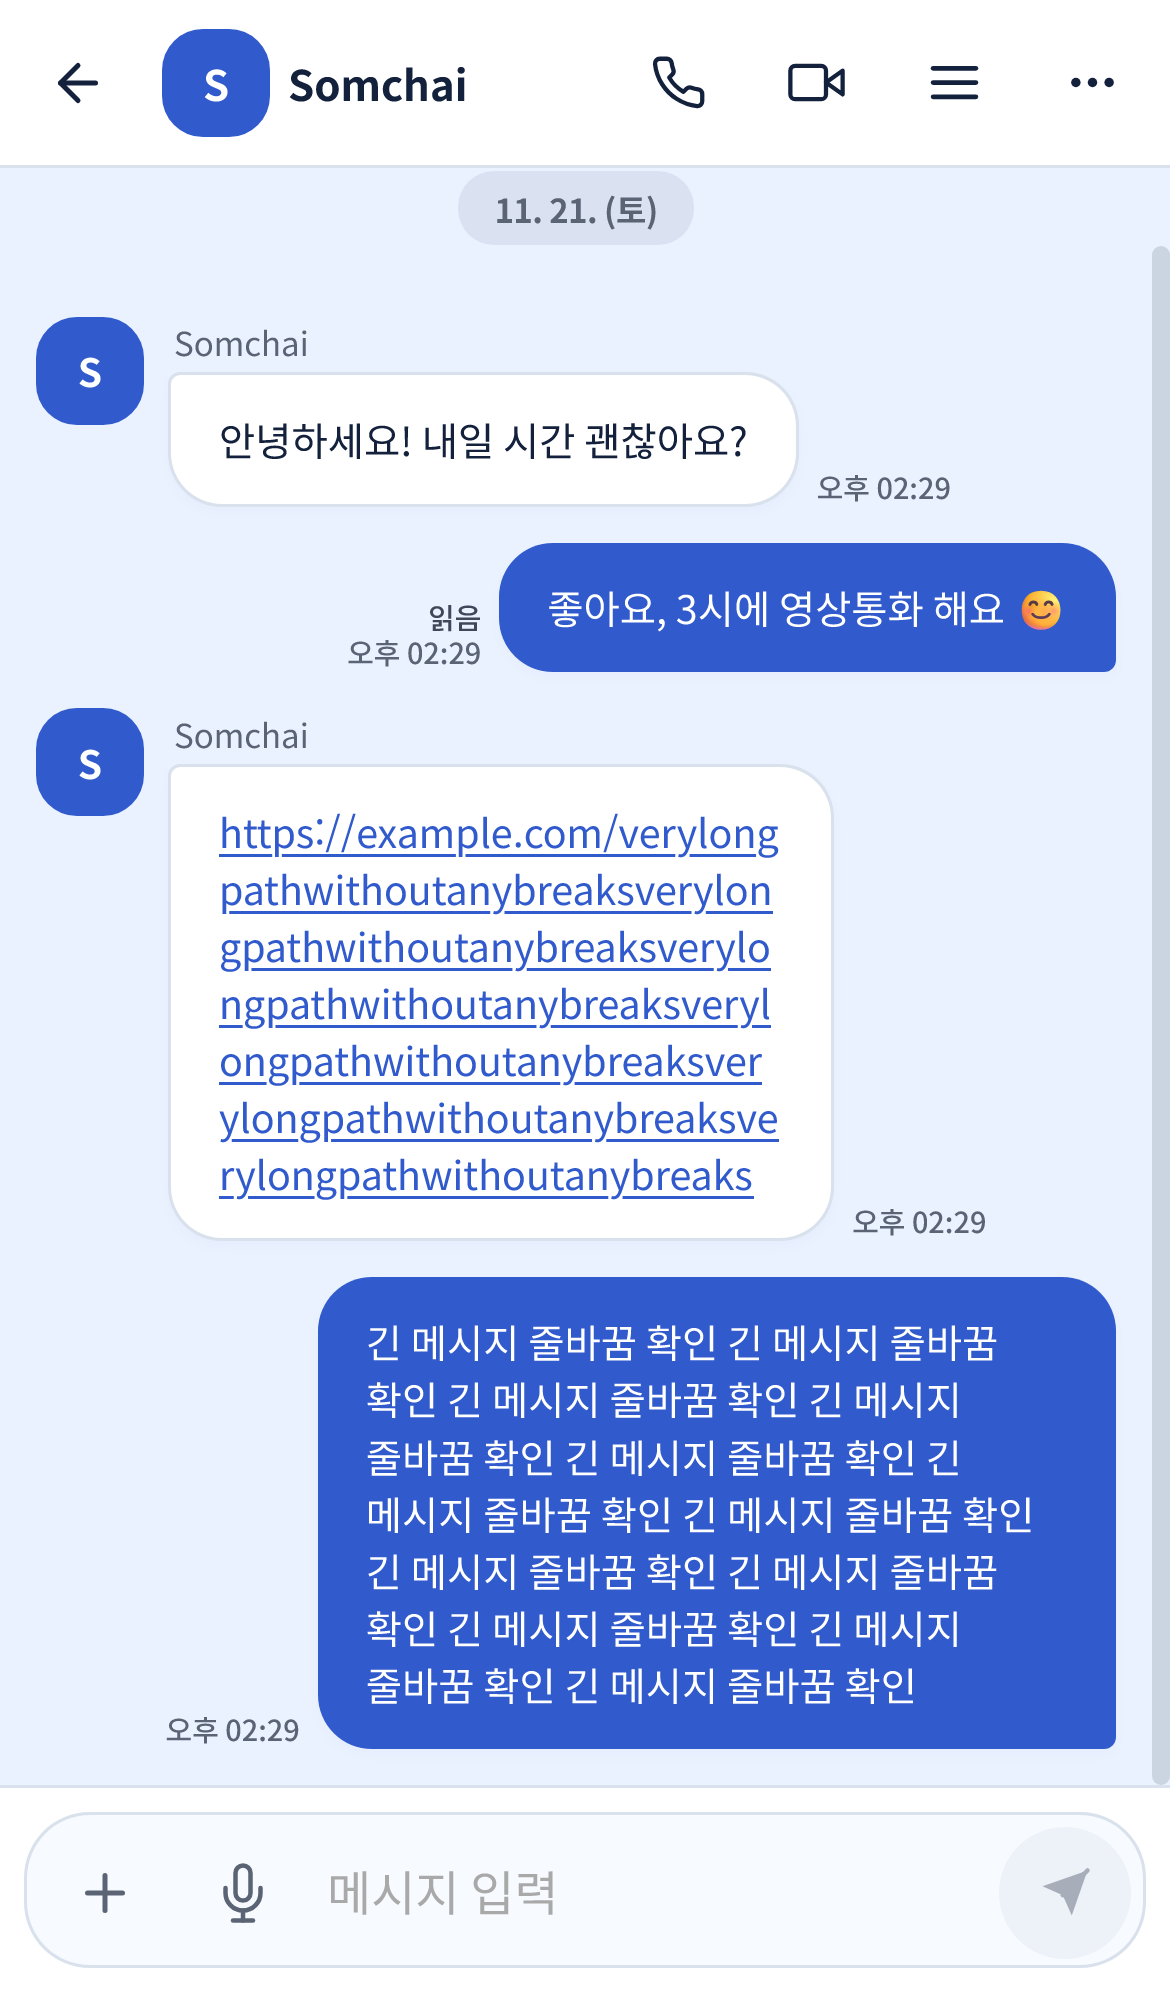 S
Somchai
11. 21. (토)
S
Somchai
안녕하세요! 내일 시간 괜찮아요?
오후 02:29
좋아요, 3시에 영상통화 해요 😊
읽음
오후 02:29
S
Somchai
https://example.com/verylong
pathwithoutanybreaksverylon
gpathwithoutanybreaksverylo
ngpathwithoutanybreaksveryl
ongpathwithoutanybreaksver
ylongpathwithoutanybreaksve
rylongpathwithoutanybreaks
오후 02:29
긴 메시지 줄바꿈 확인 긴 메시지 줄바꿈
확인 긴 메시지 줄바꿈 확인 긴 메시지
줄바꿈 확인 긴 메시지 줄바꿈 확인 긴
메시지 줄바꿈 확인 긴 메시지 줄바꿈 확인
긴 메시지 줄바꿈 확인 긴 메시지 줄바꿈
확인 긴 메시지 줄바꿈 확인 긴 메시지
줄바꿈 확인 긴 메시지 줄바꿈 확인
오후 02:29
메시지 입력